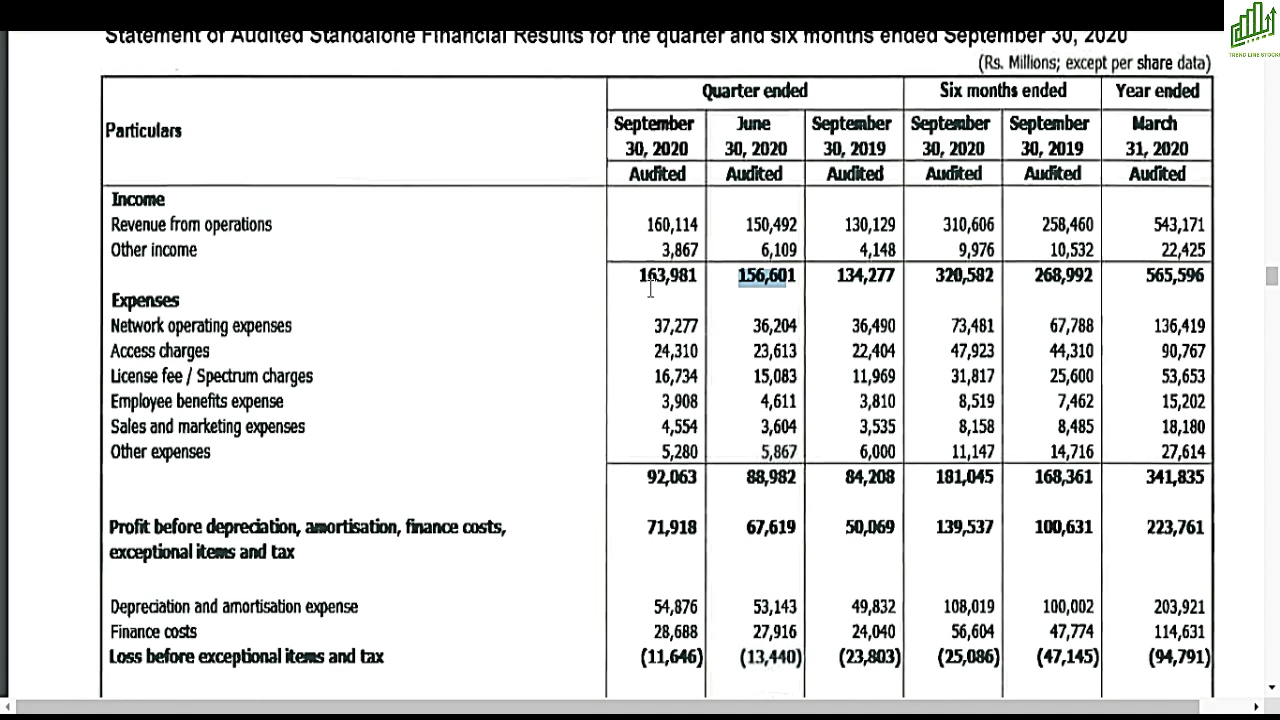 Statement of Audited Standalone Financial Results for the quarter and six months ended September 30, 2020
TREND LINE STOCKS
(Rs. Millions; except per share data)
Particulars Quarter ended Six months ended Year ended
September 30, 2020 June 30, 2020 September 30, 2019 September 30, 2020 September 30, 2019 March 31, 2020
Audited Audited Audited Audited Audited Audited
Income
Revenue from operations 160,114 150,492 130,129 310,606 258,460 543,171
Other income 3,867 6,109 4,148 9,976 10,532 22,425
163,981 156,601 134,277 320,582 268,992 565,596
Expenses
Network operating expenses 37,277 36,204 36,490 73,481 67,788 136,419
Access charges 24,310 23,613 22,404 47,923 44,310 90,767
License fee / Spectrum charges 16,734 15,083 11,969 31,817 25,600 53,653
Employee benefits expense 3,908 4,611 3,810 8,519 7,462 15,202
Sales and marketing expenses 4,554 3,604 3,535 8,158 8,485 18,180
Other expenses 5,280 5,867 6,000 11,147 14,716 27,614
92,063 88,982 84,208 181,045 168,361 341,835
Profit before depreciation, amortisation, finance costs, 71,918 67,619 50,069 139,537 100,631 223,761
exceptional items and tax
Depreciation and amortisation expense 54,876 53,143 49,832 108,019 100,002 203,921
Finance costs 28,688 27,916 24,040 56,604 47,774 114,631
Loss before exceptional items and tax (11,646) (13,440) (23,803) (25,086) (47,145) (94,791)